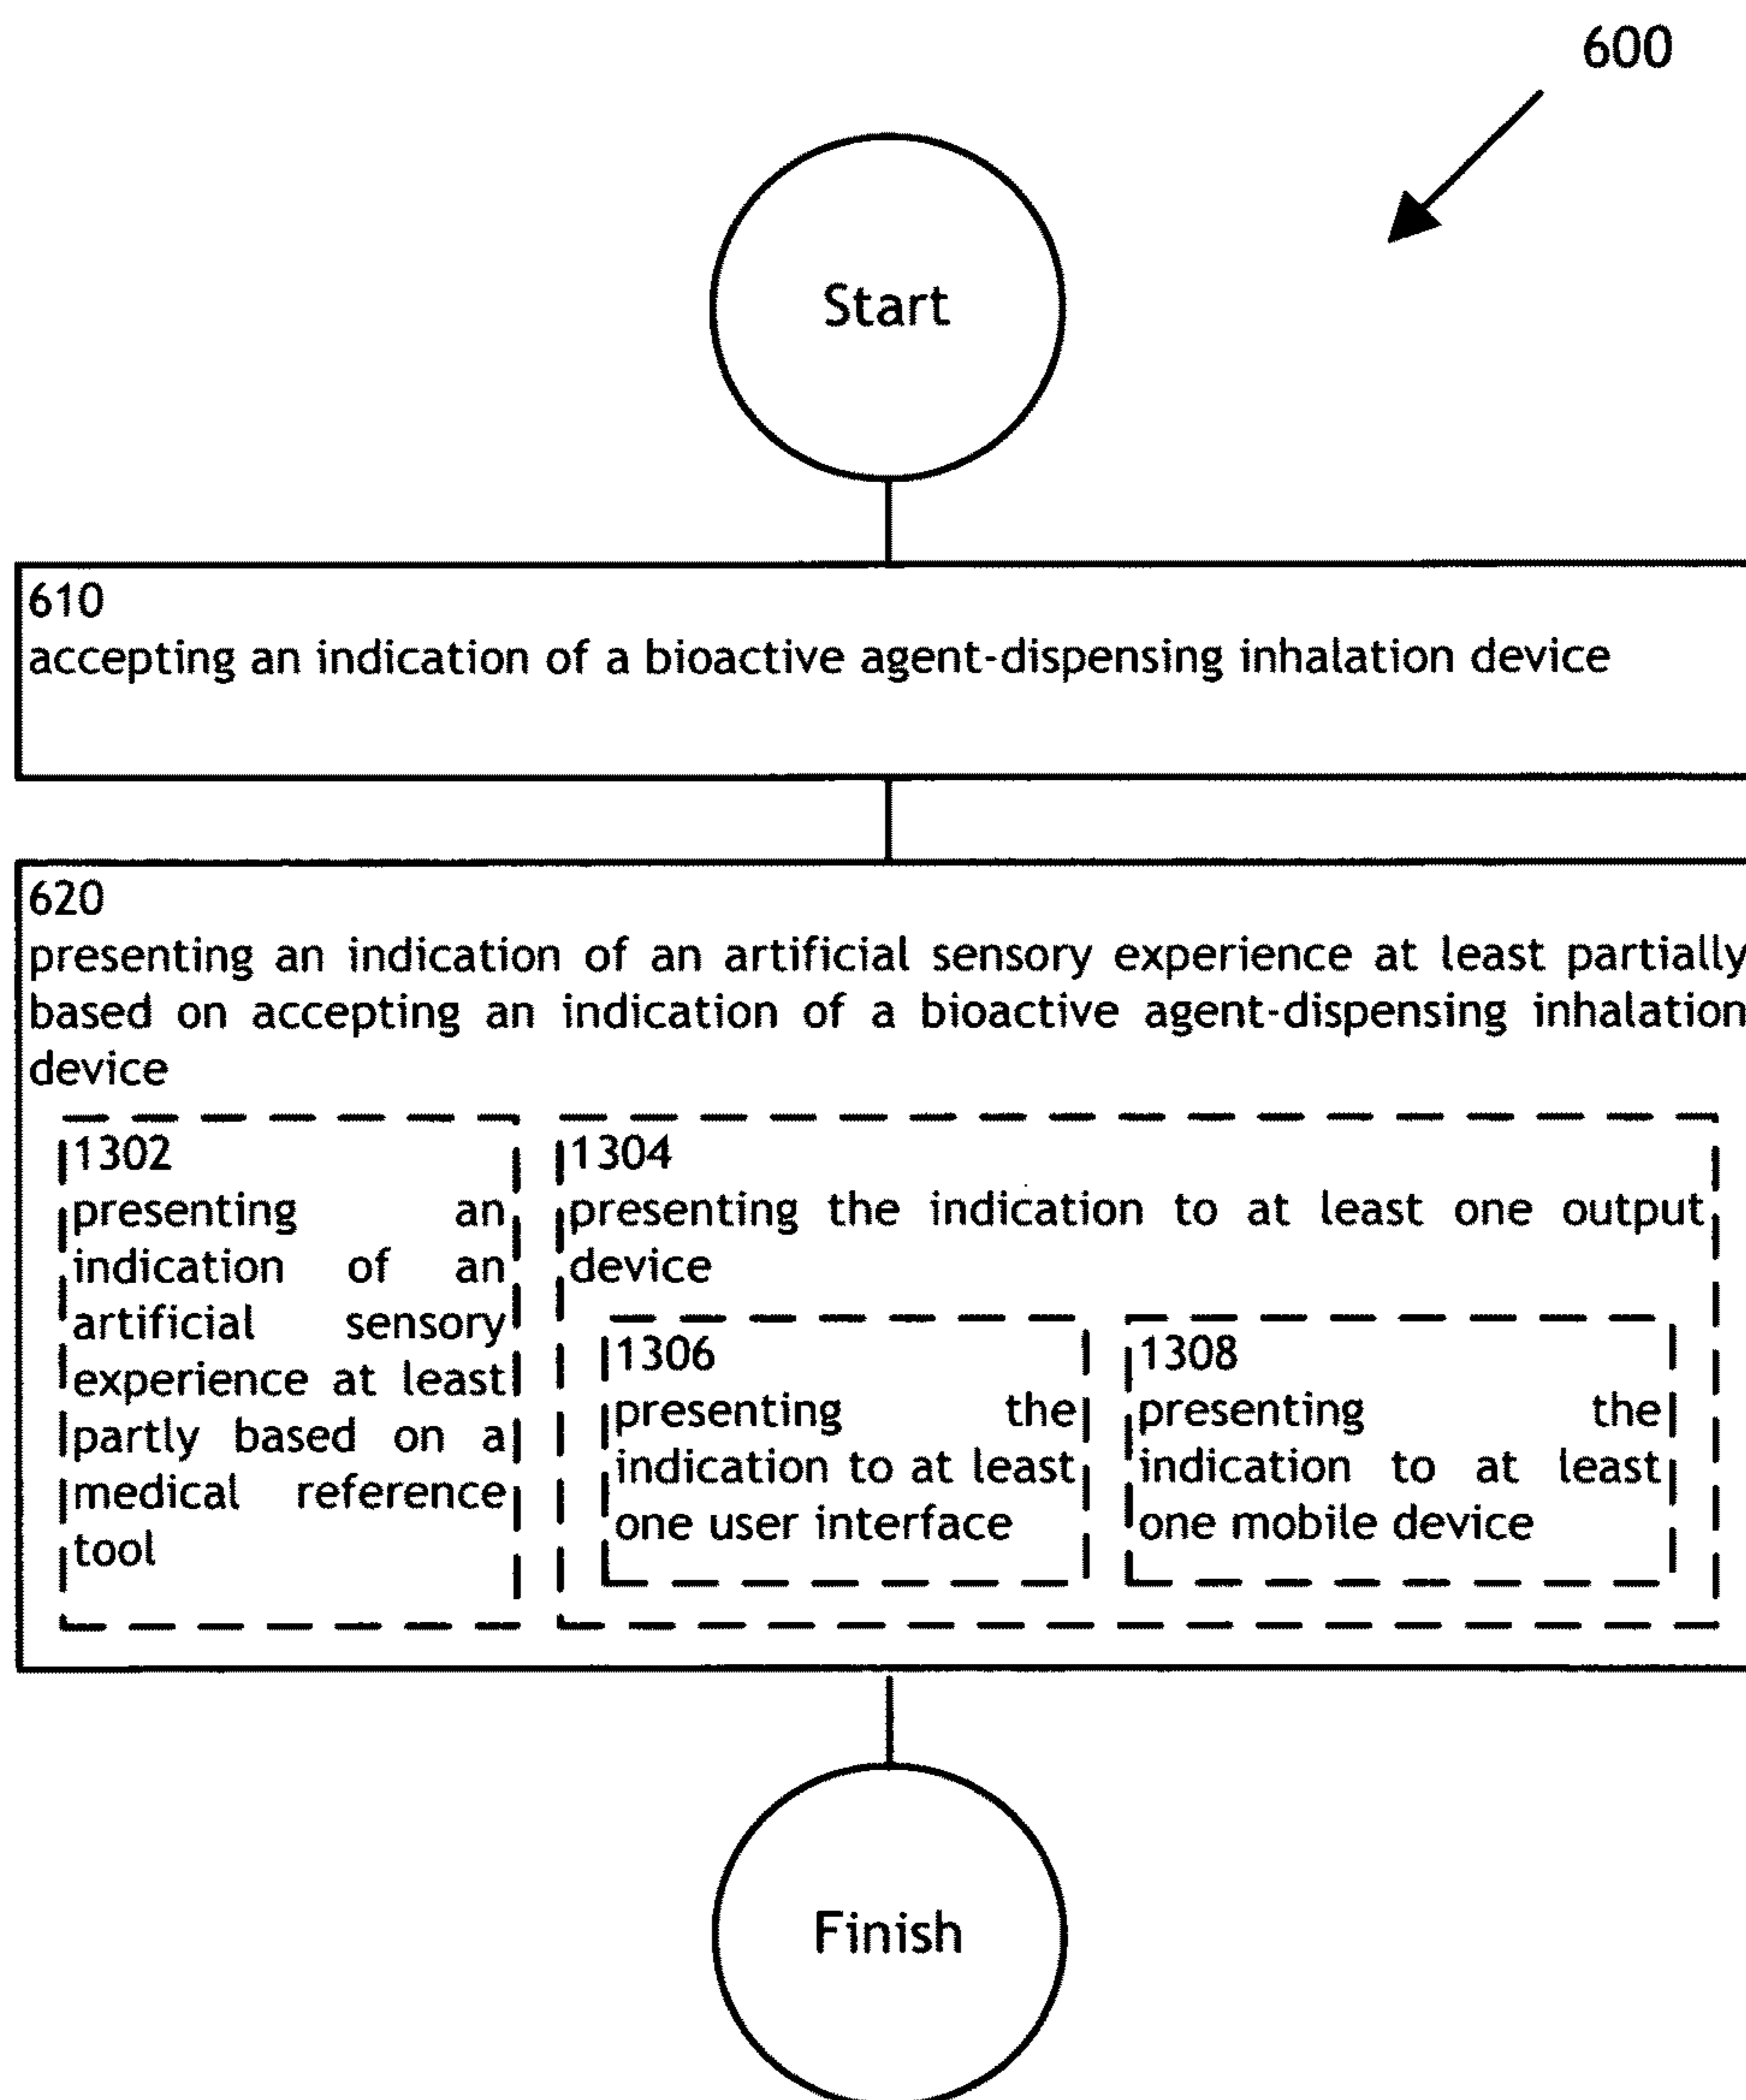 600
Start
610
accepting an indication of a bioactive agent-dispensing inhalation device
620
presenting an indication of an artificial sensory experience at least partially
based on accepting an indication of a bioactive agent-dispensing inhalation
device
1302
presenting an
indication of an
artificial sensory
experience at least
partly based on a
medical reference
tool
1304
presenting the indication to at least one output
device
1306
presenting the
indication to at least
one user interface
1308
presenting the
indication to at least
one mobile device
Finish